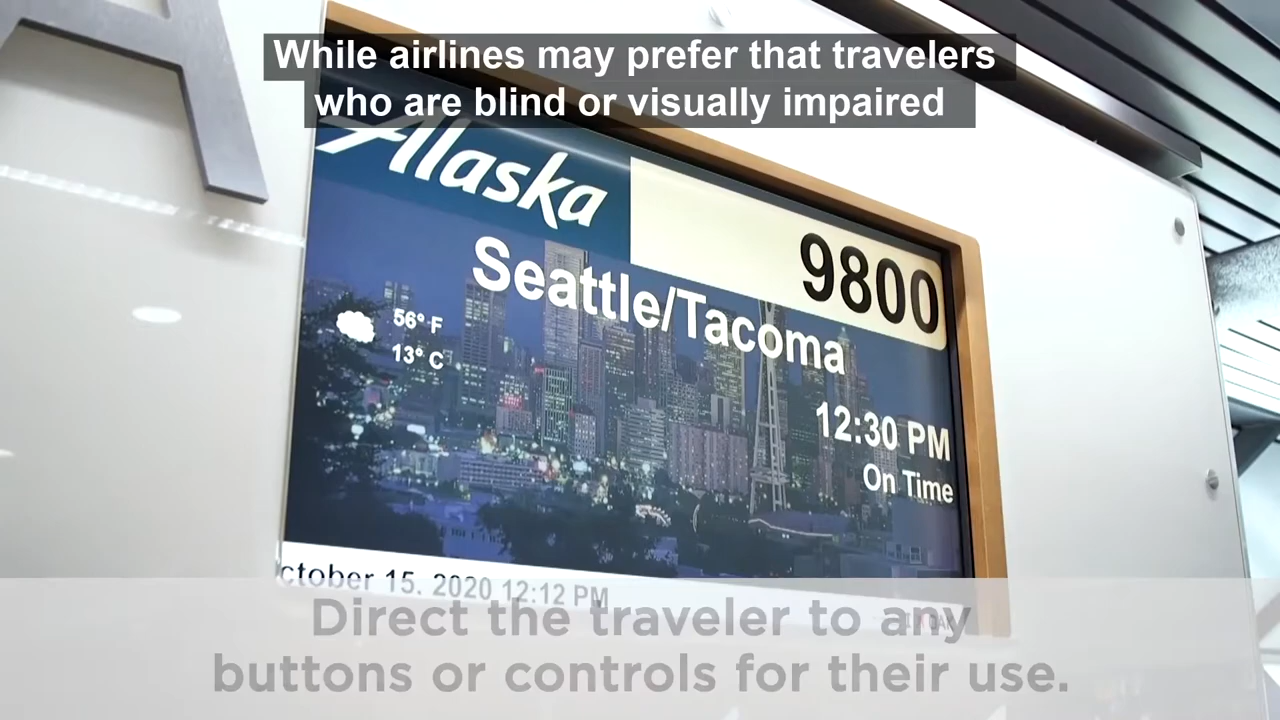 While airlines may prefer that travelers
who are blind or visually impaired
A
Alaska
9800
Seattle/Tacoma
56° F
13° C
12:30 PM
On Time
ctober 15, 2020 12:12 PM
Direct the traveler to any
buttons or controls for their use.